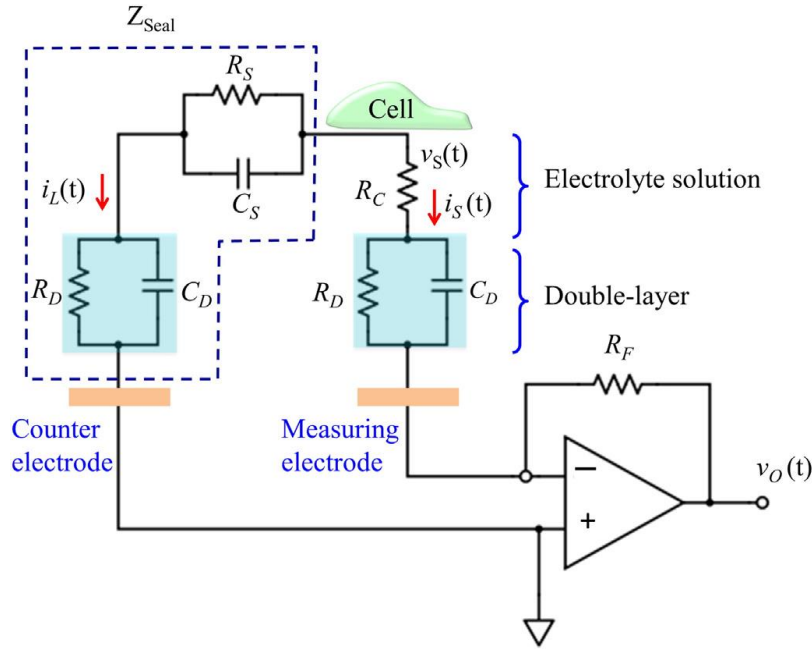 Z_Seal
R_S
Cell
C_S
v_S(t)
i_L(t)
R_C
i_S(t)
Electrolyte solution
R_D
C_D
R_D
C_D
Double-layer
R_F
Counter
electrode
Measuring
electrode
−
+
v_O(t)